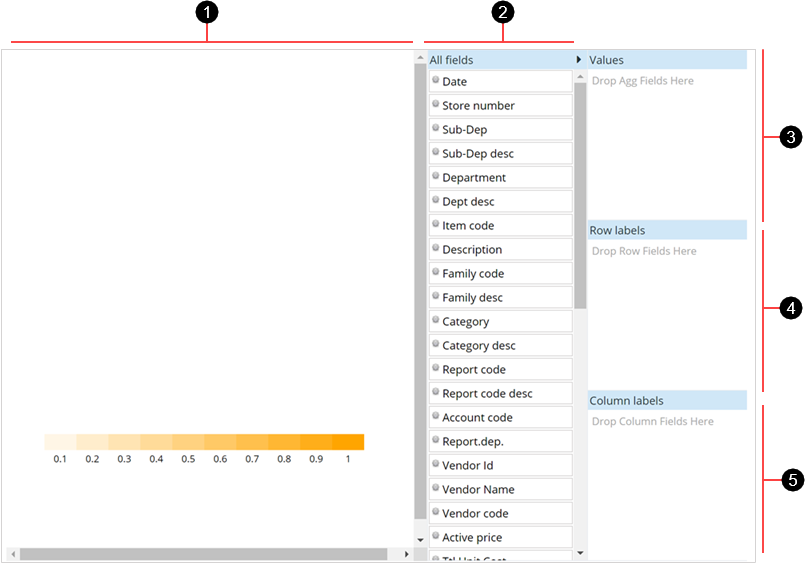 1
2
All fields
Date
Store number
Sub-Dep
Sub-Dep desc
Department
Dept desc
Item code
Description
Family code
Family desc
Category
Category desc
Report code
Report code desc
Account code
Report.dep.
Vendor Id
Vendor Name
Vendor code
Active price
Ttl Unit Cost
Values
Drop Agg Fields Here
3
Row labels
Drop Row Fields Here
4
Column labels
Drop Column Fields Here
5
0.1 0.2 0.3 0.4 0.5 0.6 0.7 0.8 0.9 1